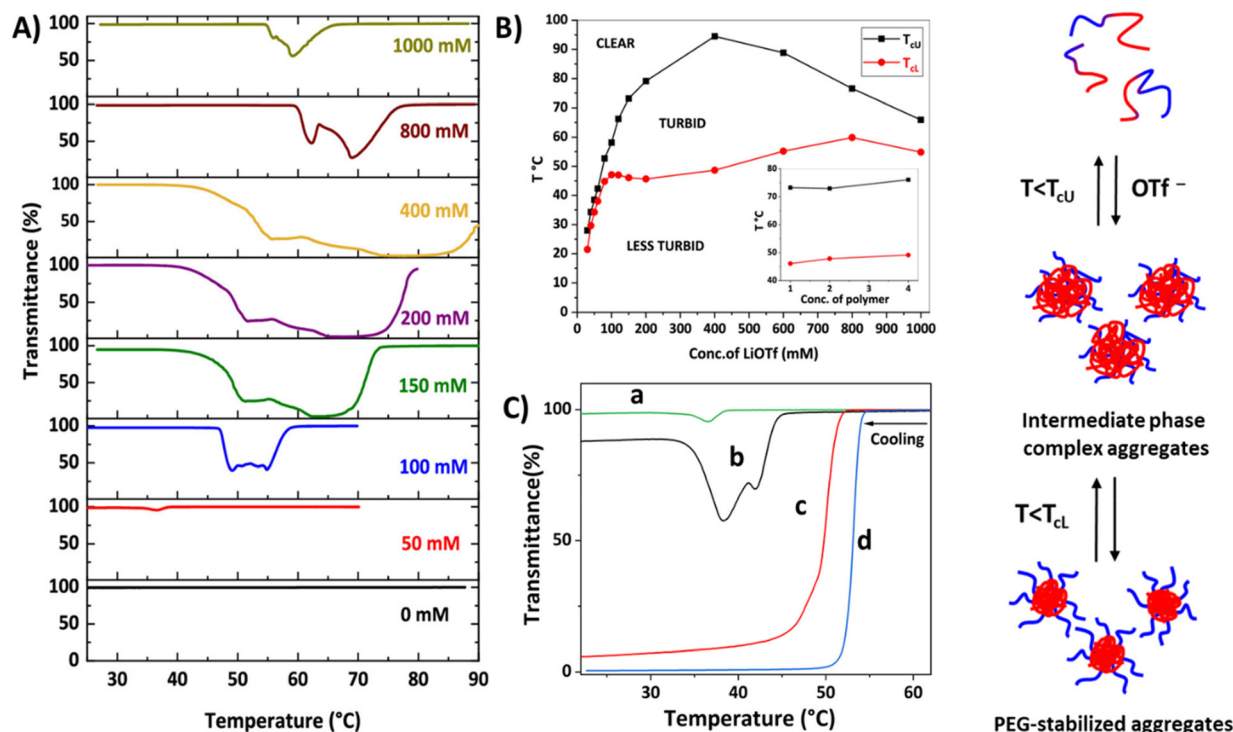 A)
Transmittance (%)
100
50
1000 mM
100
50
800 mM
100
50
400 mM
100
50
200 mM
100
50
150 mM
100
50
100 mM
100
50
50 mM
100
50
0
0 mM
30 40 50 60 70 80 90
Temperature (°C)
B)
T °C
100
90
80
70
60
50
40
30
20
10
0
CLEAR
TURBID
LESS TURBID
TcU
TcL
T °C
80
70
60
50
40
1 2 3 4
Conc. of polymer
0 100 200 300 400 500 600 700 800 900 1000
Conc.of LiOTf (mM)
C)
Transmittance(%)
100
50
0
a
b
c
d
Cooling
30 40 50 60
Temperature (°C)
T<TcU
OTf –
Intermediate phase
complex aggregates
T<TcL
PEG-stabilized aggregates